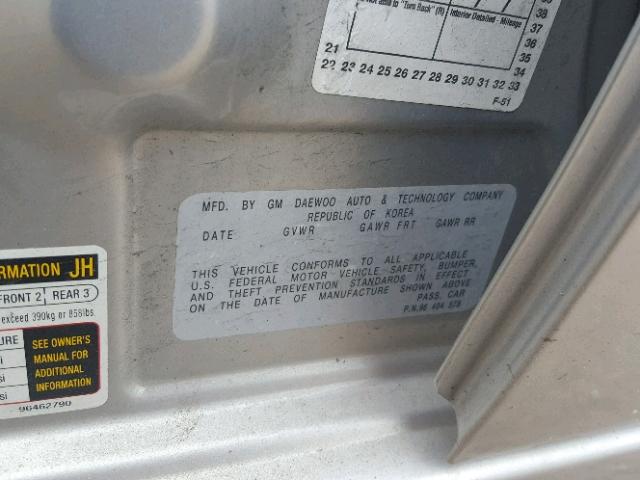 Interior Detailed - Mileage
"Turn Back" (R)
38
37
36
35
34
21
22 23 24 25 26 27 28 29 30 31 32 33
F-51
MFD. BY GM DAEWOO AUTO & TECHNOLOGY COMPANY
REPUBLIC OF KOREA
DATE GVWR GAWR FRT GAWR RR
THIS VEHICLE CONFORMS TO ALL APPLICABLE
U.S. FEDERAL MOTOR VEHICLE SAFETY, BUMPER,
AND THEFT PREVENTION STANDARDS IN EFFECT
ON THE DATE OF MANUFACTURE SHOWN ABOVE
PASS. CAR
P.N.96 404 578
RMATION JH
FRONT 2 REAR 3
exceed 390kg or 858lbs.
URE
SEE OWNER'S
MANUAL FOR
ADDITIONAL
INFORMATION
96462790